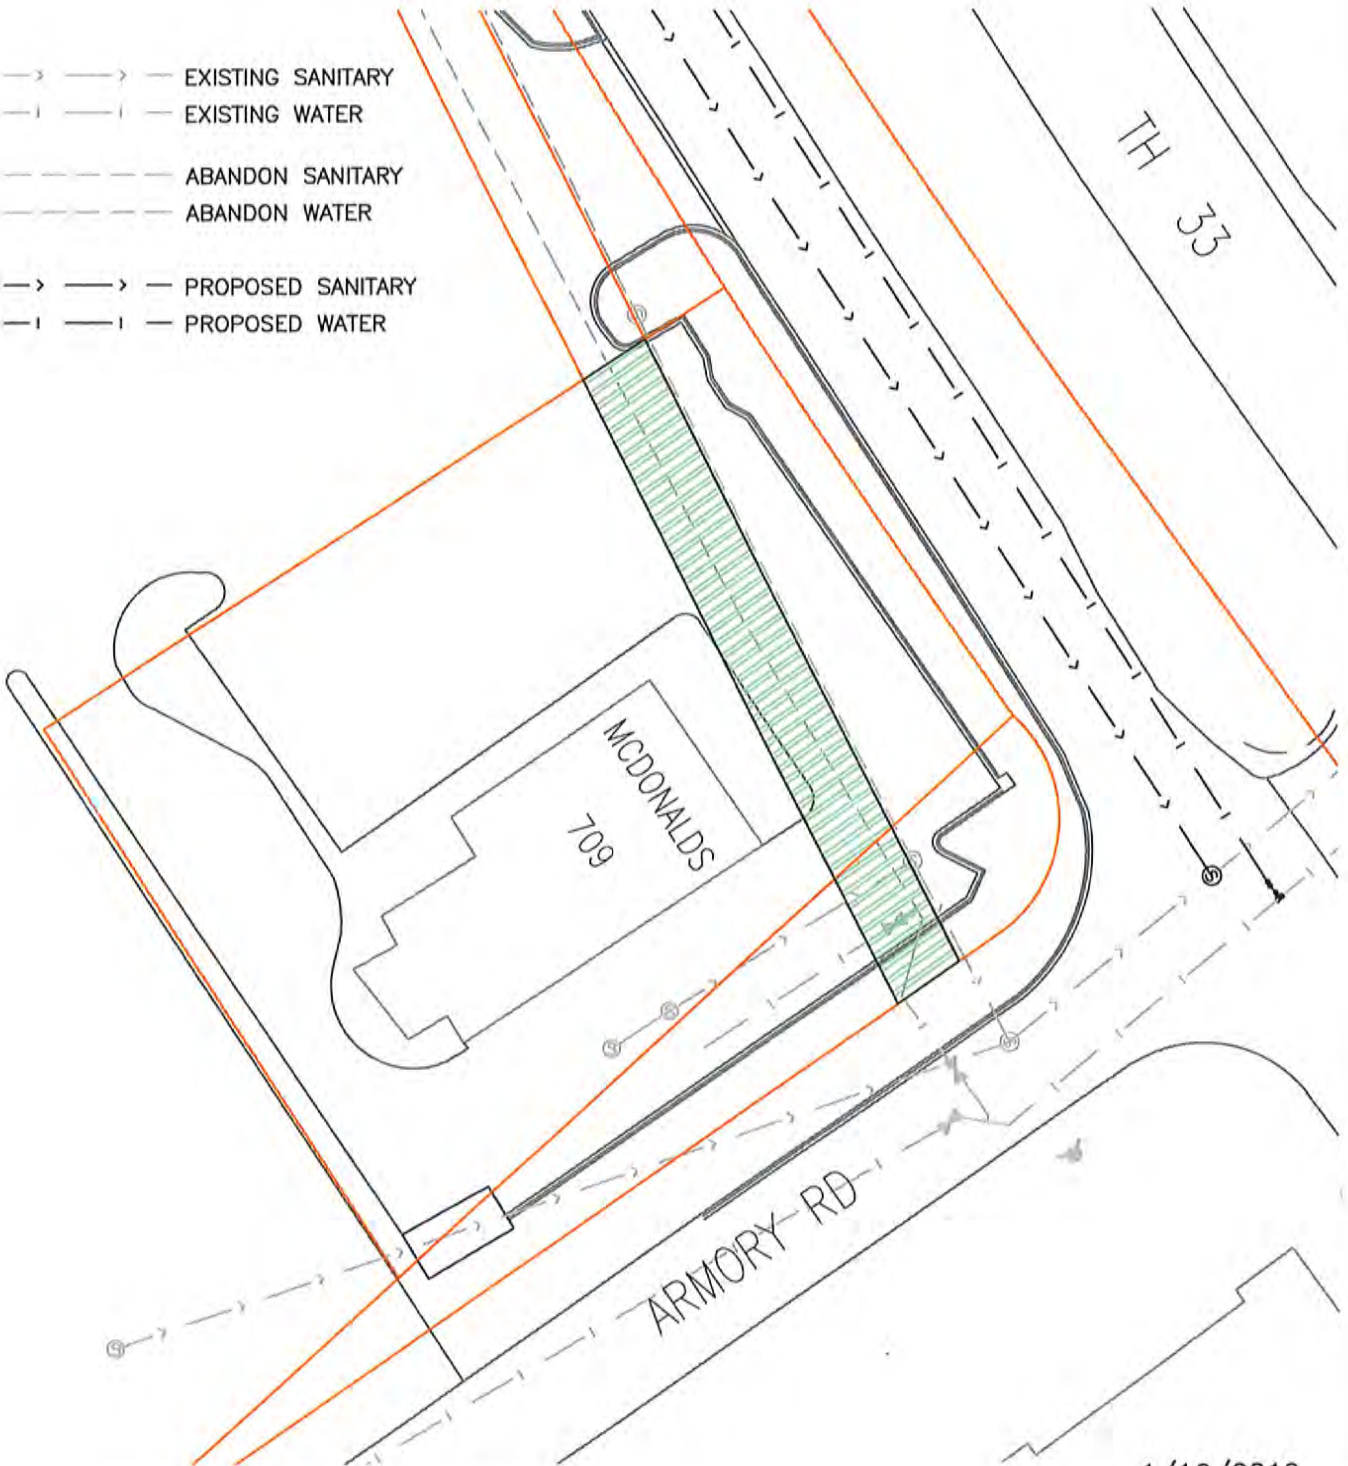 EXISTING SANITARY
EXISTING WATER
ABANDON SANITARY
ABANDON WATER
PROPOSED SANITARY
PROPOSED WATER
TH 33
MCDONALDS
709
ARMORY RD